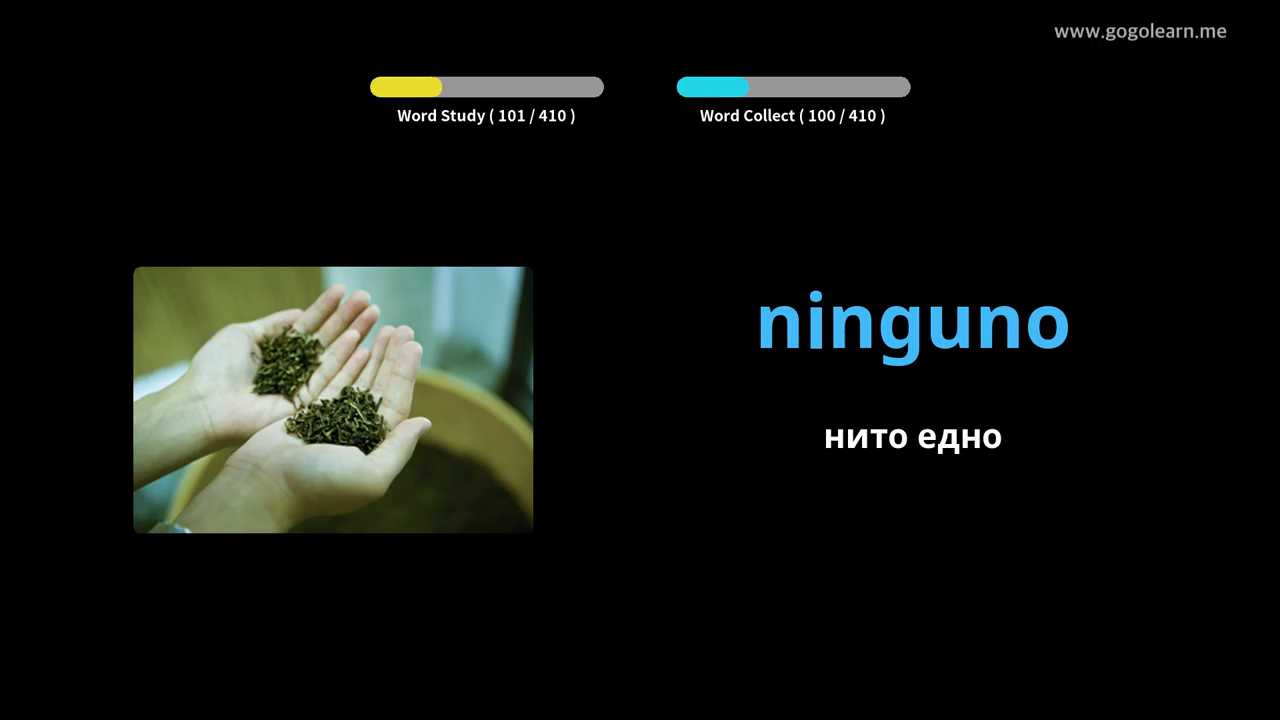 www.gogolearn.me
Word Study ( 101 / 410 )
Word Collect ( 100 / 410 )
ninguno
нито едно